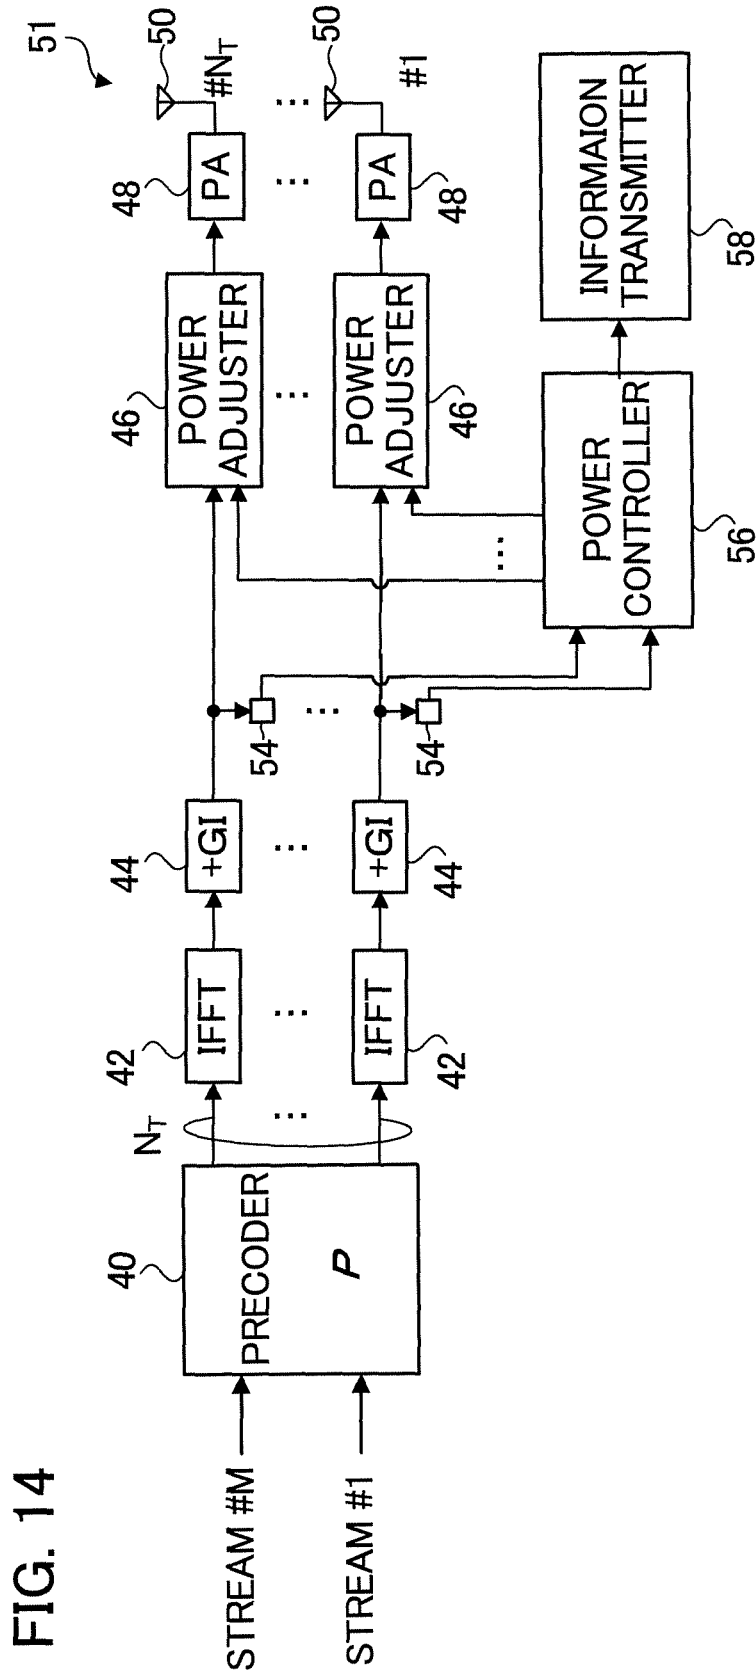 FIG. 14
51
STREAM #M
STREAM #1
40
PRECODER
P
N_T
...
42
IFFT
...
IFFT
42
44
+GI
...
+GI
44
54
...
54
46
POWER
ADJUSTER
...
POWER
ADJUSTER
46
48
PA
...
PA
48
50
#N_T
...
50
#1
...
POWER
CONTROLLER
56
INFORMAION
TRANSMITTER
58